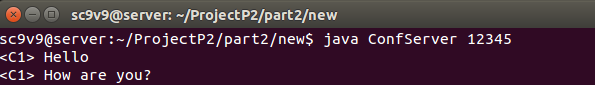 sc9v9@server: ~/ProjectP2/part2/new
sc9v9@server:~/ProjectP2/part2/new$ java ConfServer 12345
<C1> Hello
<C1> How are you?